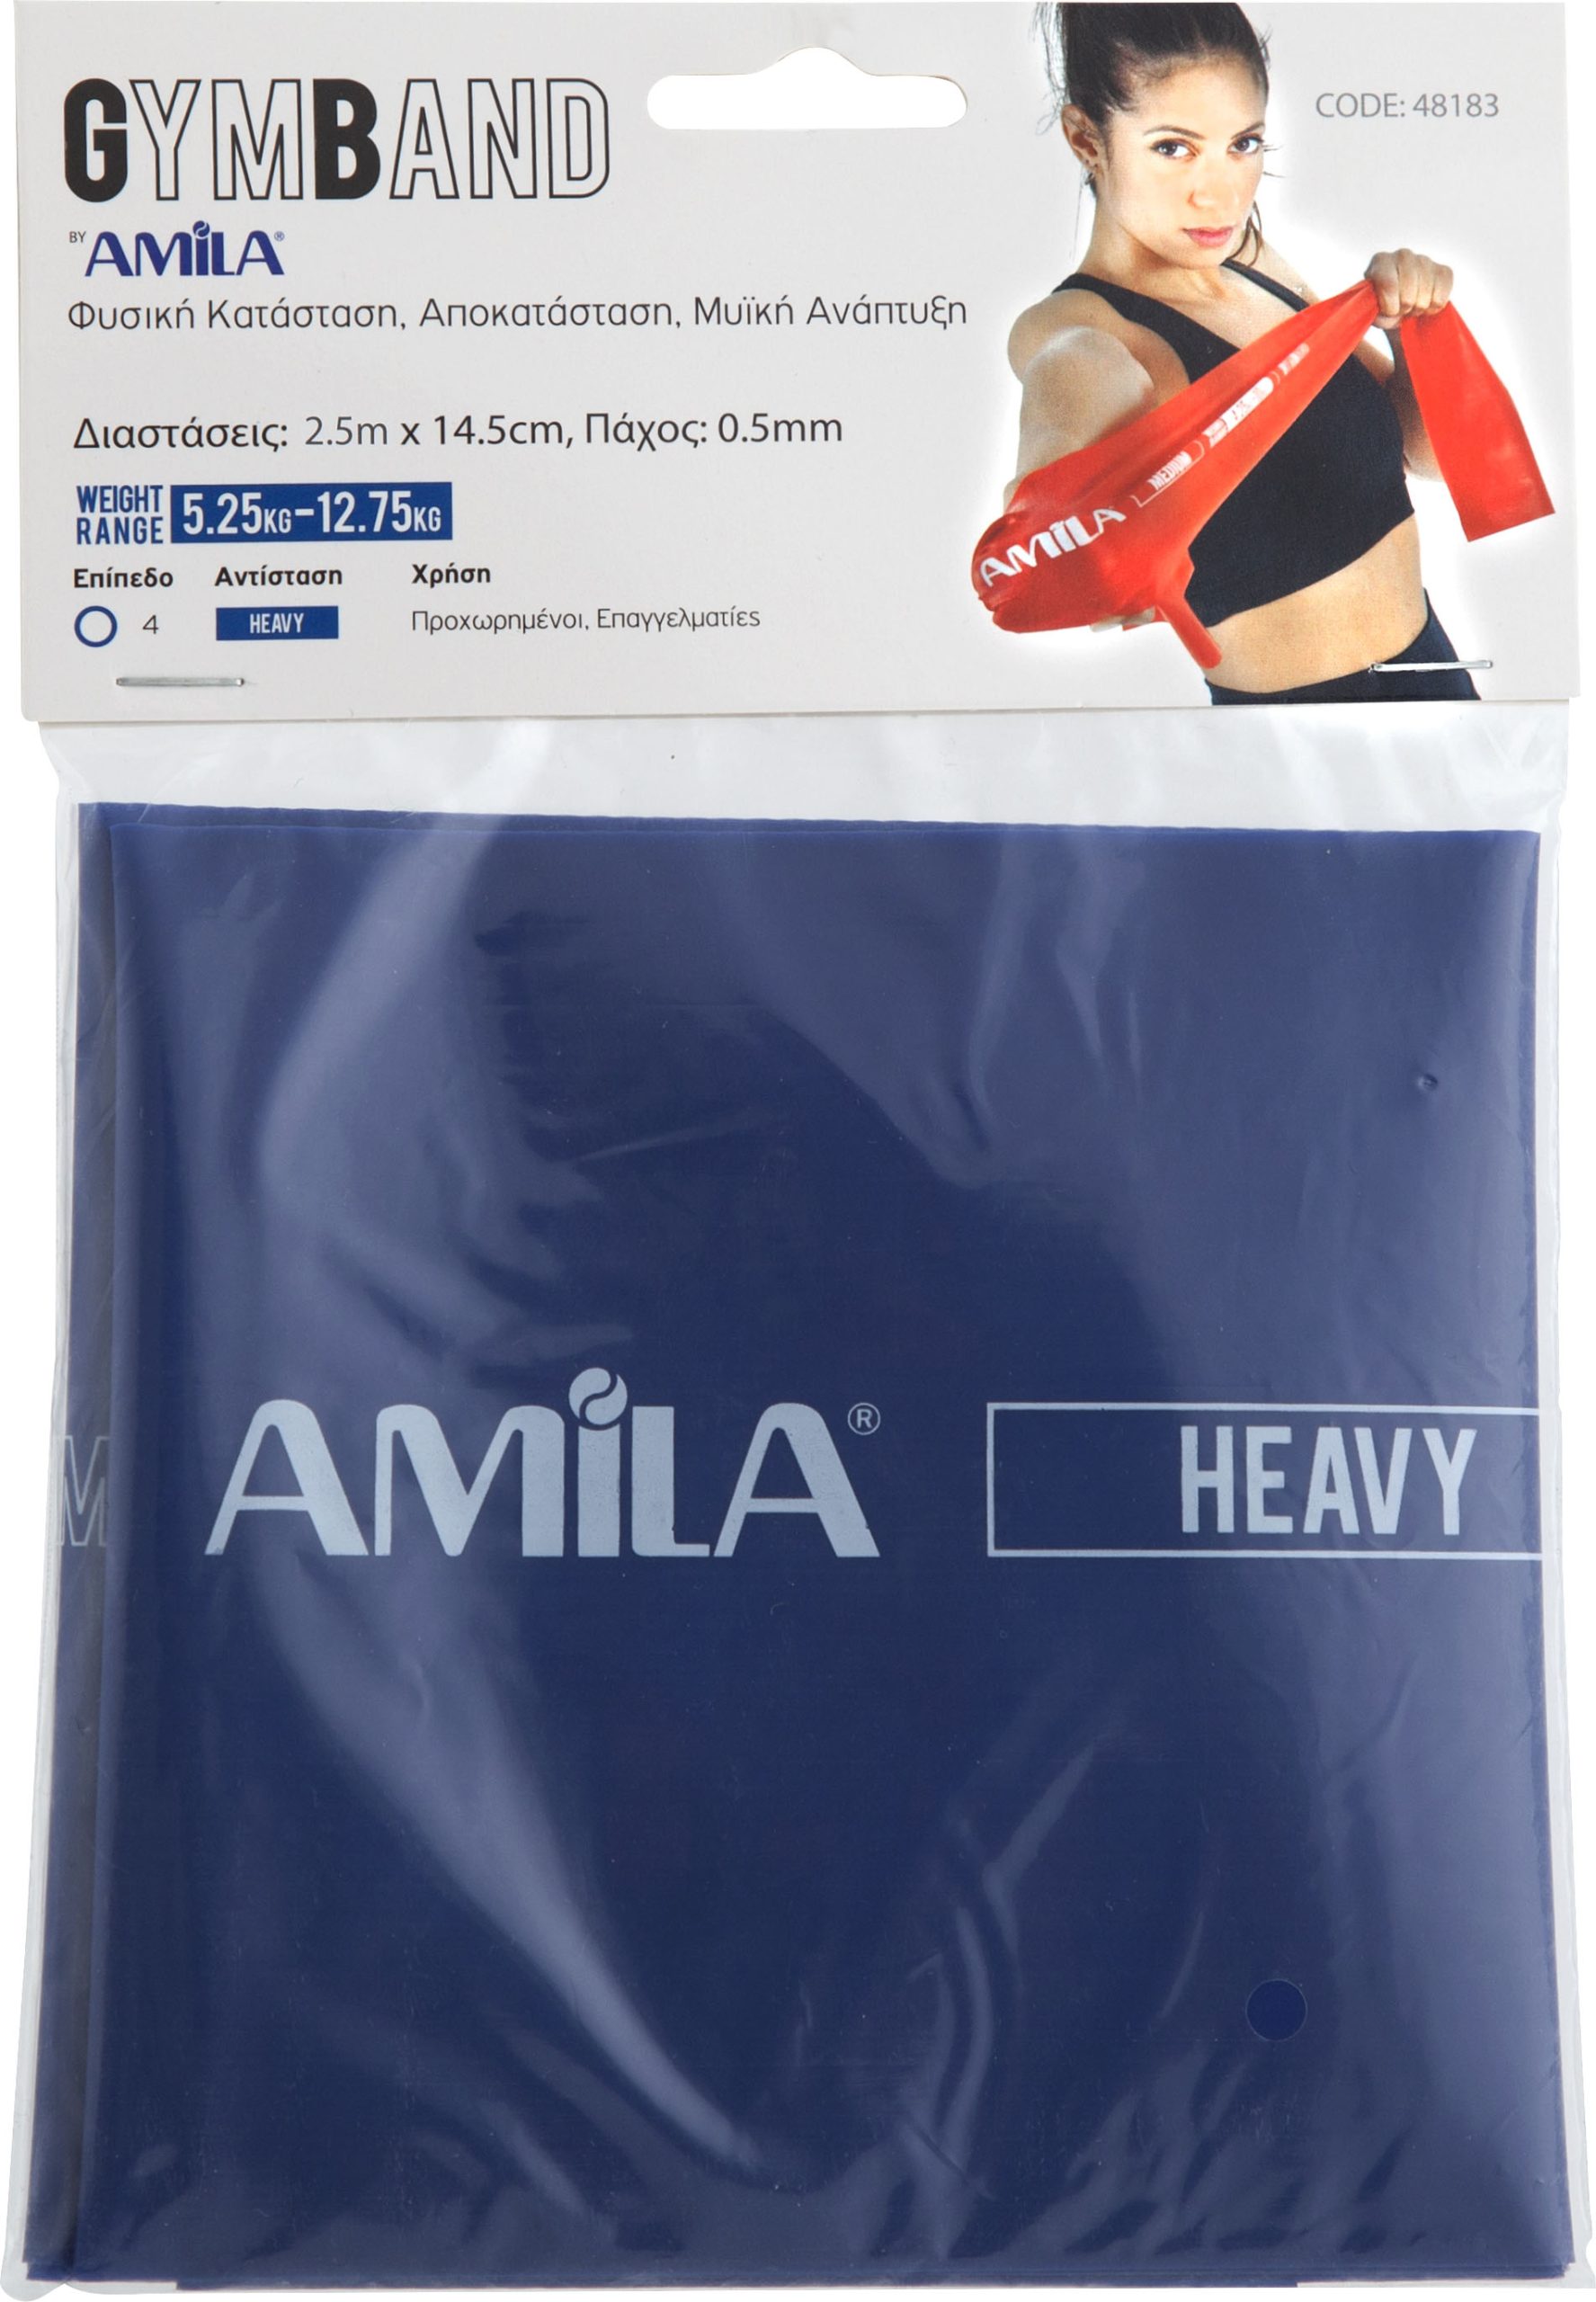 GYMBAND
CODE: 48183
BY AMILA®
Φυσική Κατάσταση, Αποκατάσταση, Μυϊκή Ανάπτυξη
Διαστάσεις: 2.5m x 14.5cm, Πάχος: 0.5mm
WEIGHT RANGE 5.25KG-12.75KG
Επίπεδο Αντίσταση Χρήση
4 HEAVY Προχωρημένοι, Επαγγελματίες
AMILA MEDIUM
M AMILA® HEAVY